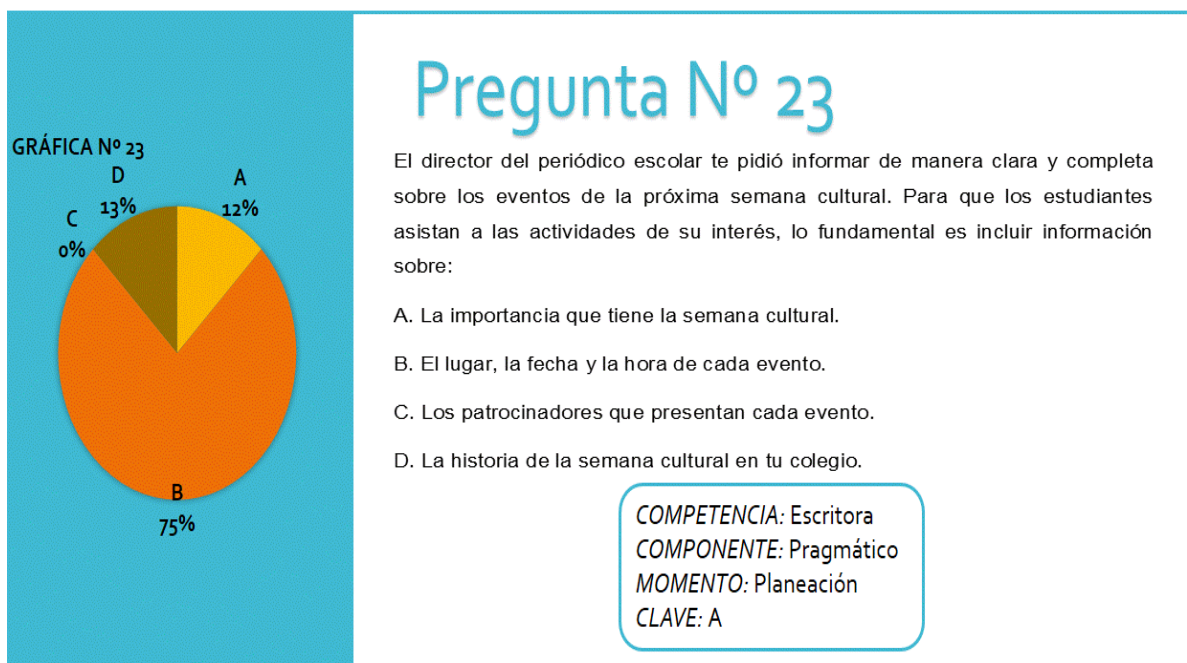 Pregunta Nº 23
GRÁFICA Nº 23
D
13%
A
12%
C
0%
B
75%
El director del periódico escolar te pidió informar de manera clara y completa
sobre los eventos de la próxima semana cultural. Para que los estudiantes
asistan a las actividades de su interés, lo fundamental es incluir información
sobre:
A. La importancia que tiene la semana cultural.
B. El lugar, la fecha y la hora de cada evento.
C. Los patrocinadores que presentan cada evento.
D. La historia de la semana cultural en tu colegio.
COMPETENCIA: Escritora
COMPONENTE: Pragmático
MOMENTO: Planeación
CLAVE: A